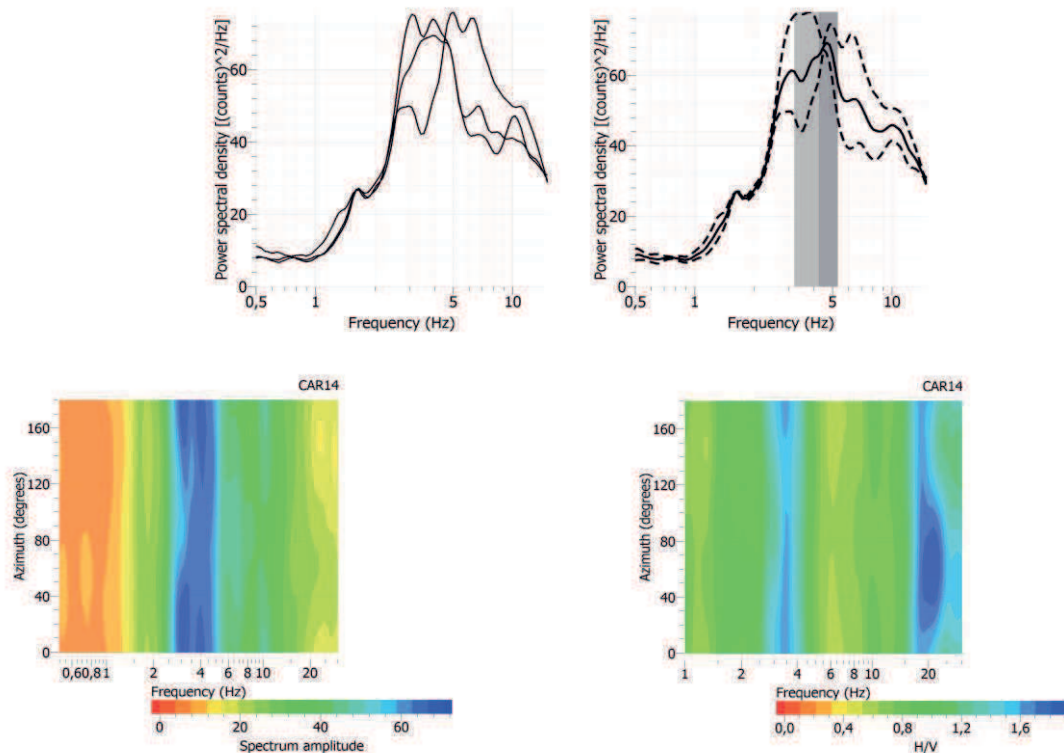 Power spectral density [(counts)^2/Hz]
60
40
20
0
0,5 1 5 10
Frequency (Hz)
Power spectral density [(counts)^2/Hz]
60
40
20
0
0,5 1 5 10
Frequency (Hz)
CAR14
Azimuth (degrees)
160
120
80
40
0
0,60,81 2 4 6 8 10 20
Frequency (Hz)
0 20 40 60
Spectrum amplitude
CAR14
Azimuth (degrees)
160
120
80
40
0
1 2 4 6 8 10 20
Frequency (Hz)
0,0 0,4 0,8 1,2 1,6
H/V